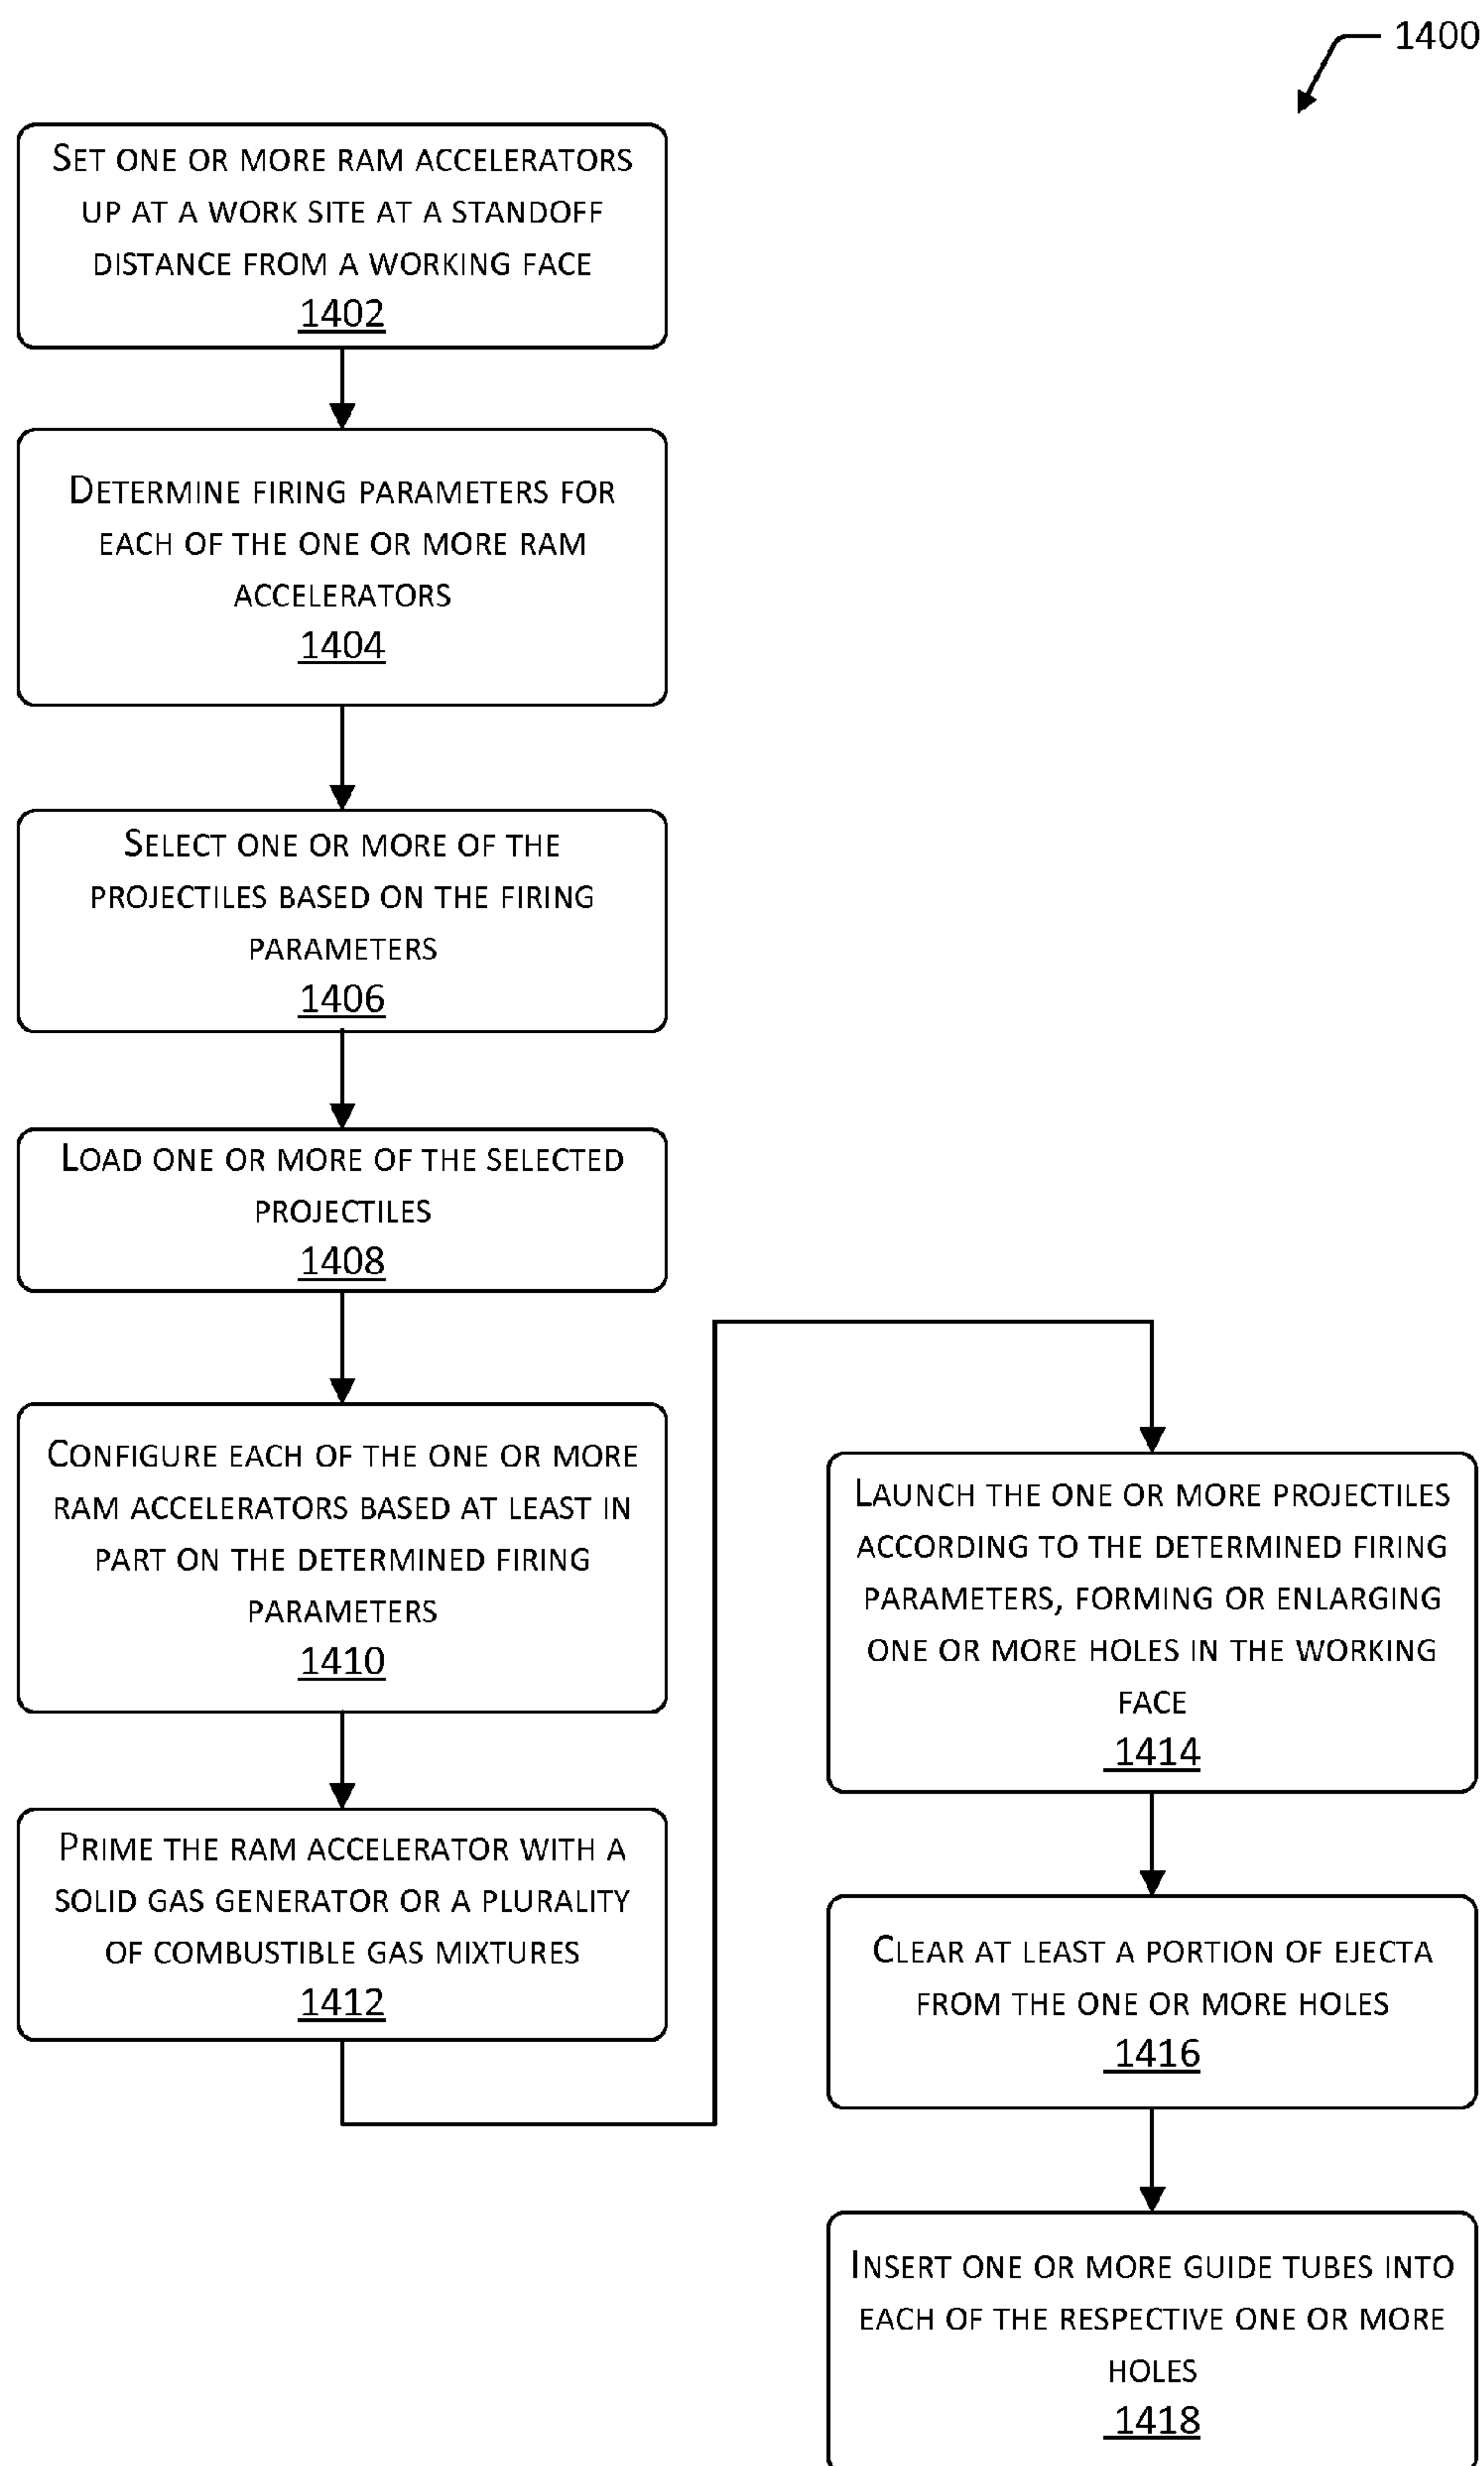 1400
SET ONE OR MORE RAM ACCELERATORS
UP AT A WORK SITE AT A STANDOFF
DISTANCE FROM A WORKING FACE
1402
DETERMINE FIRING PARAMETERS FOR
EACH OF THE ONE OR MORE RAM
ACCELERATORS
1404
SELECT ONE OR MORE OF THE
PROJECTILES BASED ON THE FIRING
PARAMETERS
1406
LOAD ONE OR MORE OF THE SELECTED
PROJECTILES
1408
CONFIGURE EACH OF THE ONE OR MORE
RAM ACCELERATORS BASED AT LEAST IN
PART ON THE DETERMINED FIRING
PARAMETERS
1410
PRIME THE RAM ACCELERATOR WITH A
SOLID GAS GENERATOR OR A PLURALITY
OF COMBUSTIBLE GAS MIXTURES
1412
LAUNCH THE ONE OR MORE PROJECTILES
ACCORDING TO THE DETERMINED FIRING
PARAMETERS, FORMING OR ENLARGING
ONE OR MORE HOLES IN THE WORKING
FACE
1414
CLEAR AT LEAST A PORTION OF EJECTA
FROM THE ONE OR MORE HOLES
1416
INSERT ONE OR MORE GUIDE TUBES INTO
EACH OF THE RESPECTIVE ONE OR MORE
HOLES
1418